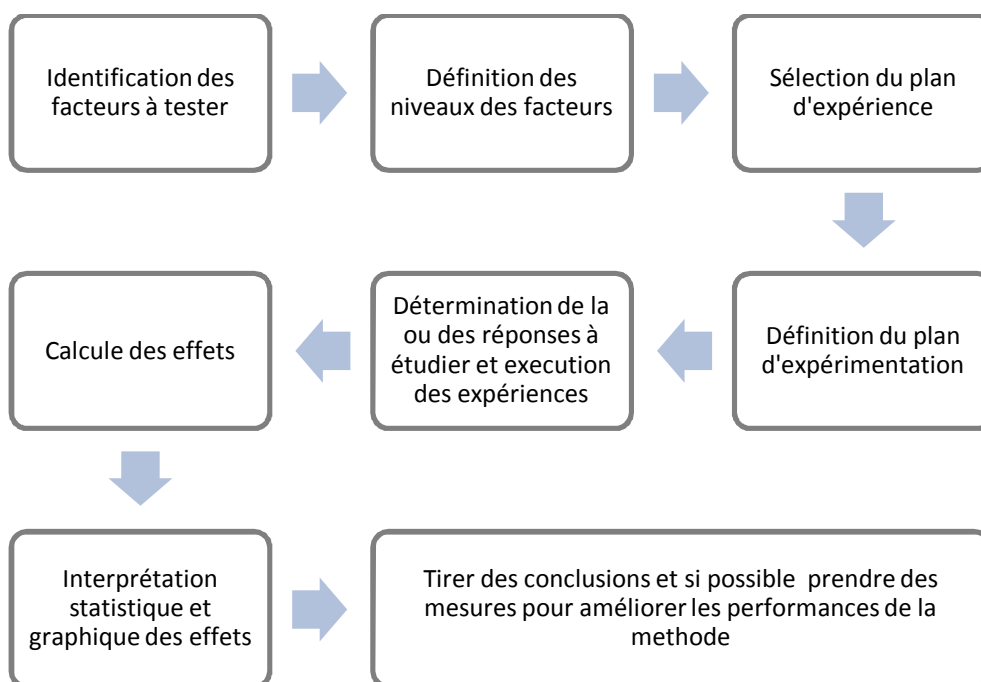 Identification des
facteurs à tester
Définition des
niveaux des facteurs
Sélection du plan
d'expérience
Définition du plan
d'expérimentation
Détermination de la
ou des réponses à
étudier et execution
des expériences
Calcule des effets
Interprétation
statistique et
graphique des effets
Tirer des conclusions et si possible prendre des
mesures pour améliorer les performances de la
methode